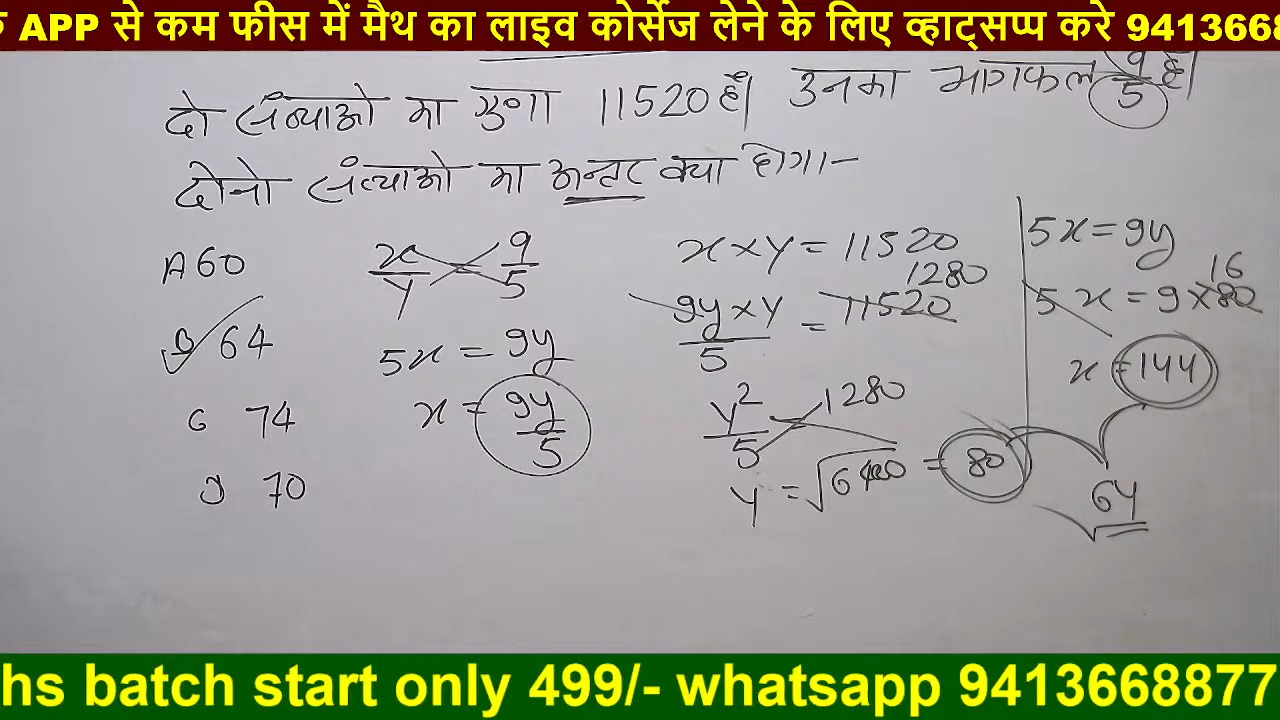 APP से कम फीस में मैथ का लाइव कोर्सेज लेने के लिए व्हाट्सप्प करे 941366
दो संख्याओ का गुणा 11520 है। उनका भागफल 9/5 है।
दोनो संख्याओ का अन्तर क्या होगा–
A 60
B 64
C 74
D 70
x/y = 9/5
5x = 9y
x = 9y/5
x × y = 11520
1280
9y × y/5 = 11520
y²/5 1280
y = √6400 = 80
5x = 9y
16
5x = 9 × 80
x = 144
64
hs batch start only 499/- whatsapp 9413668877